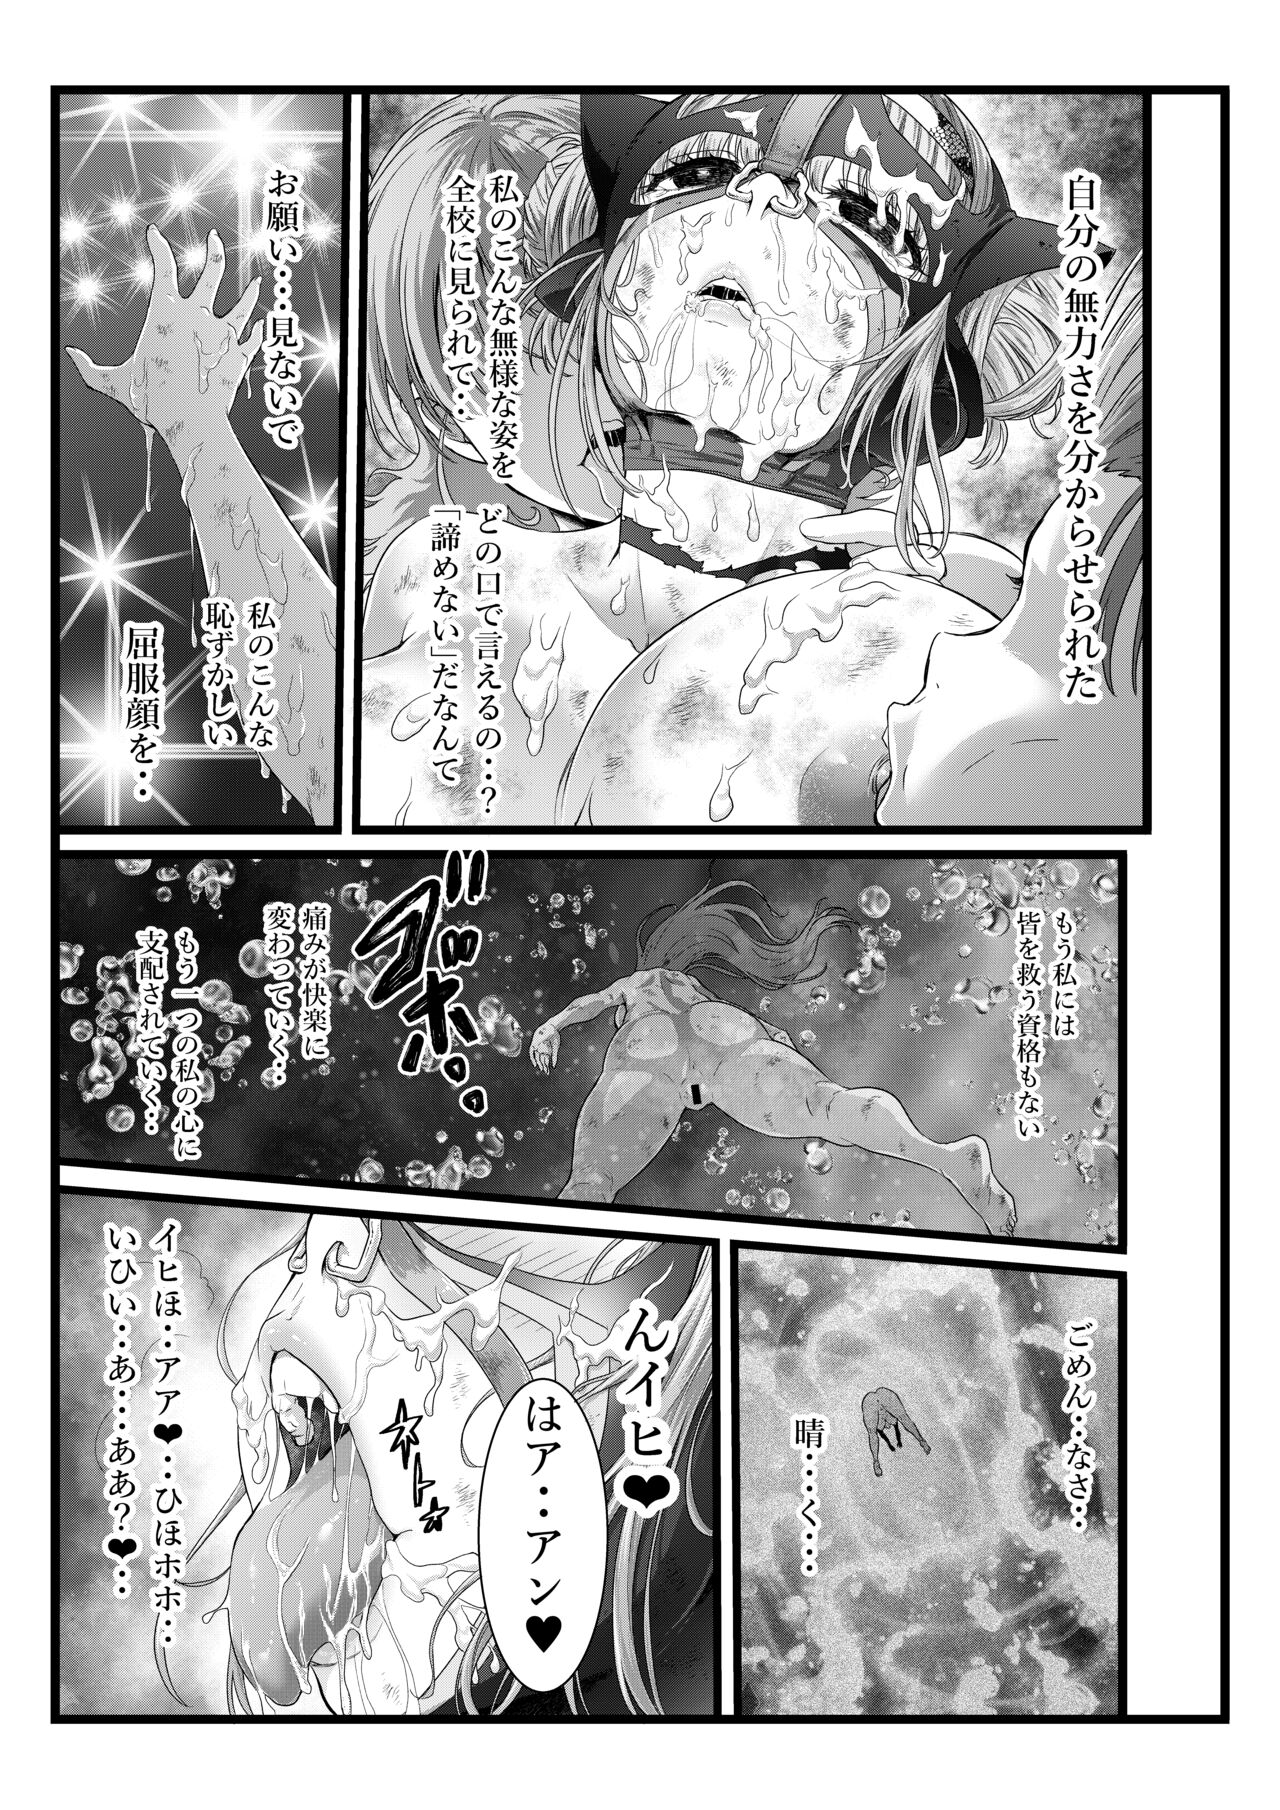 自分の無力さを分からせられた
私のこんな無様な姿を
全校に見られて‥
どの口で言えるの‥?
「諦めない」だなんて
お願い‥‥見ないで
私のこんな
恥ずかしい
屈服顔を‥
もう私には
皆を救う資格もない
ゴボ
痛みが快楽に
変わつていく‥
もう一つの私の心に
支配されていく‥
ごめん‥なさ‥
晴‥‥く‥‥
んイヒ❤
はア‥アン♥
ネト
イヒほ‥アア❤‥ひほホホ‥
いひい‥あ‥‥ああ?❤‥